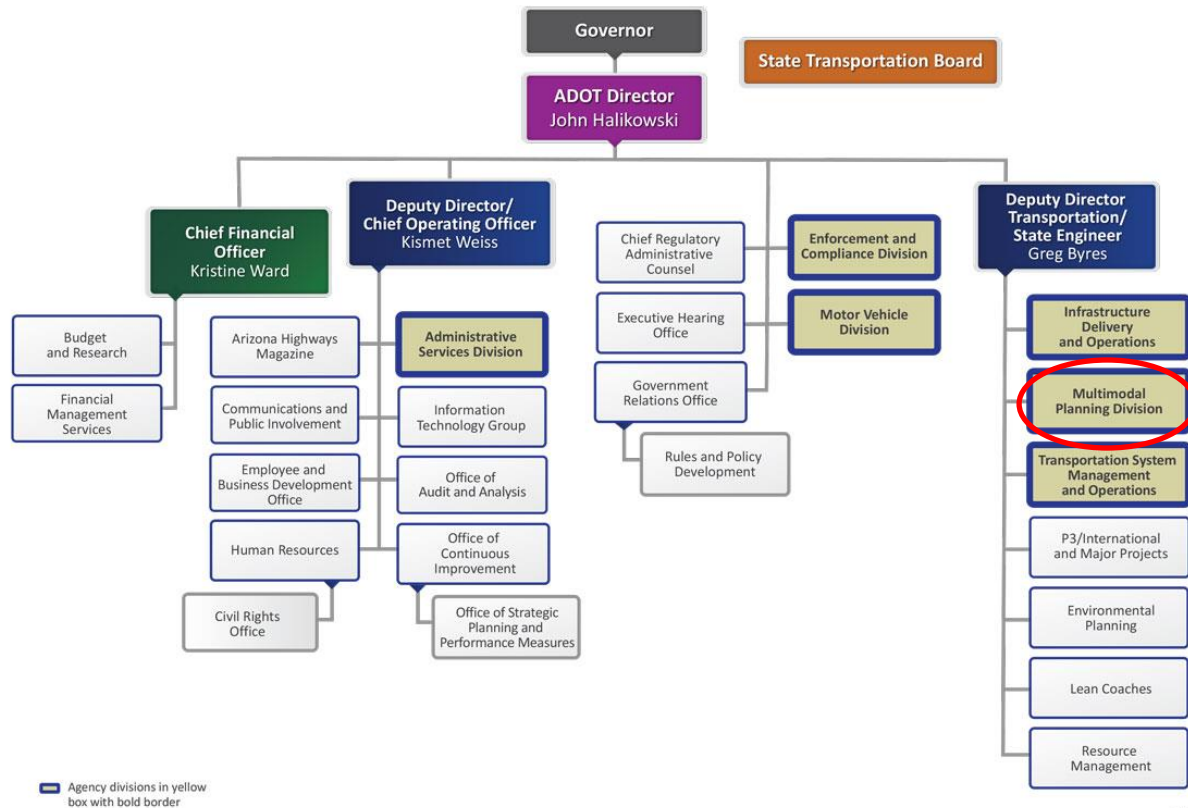 Governor
State Transportation Board
ADOT Director
John Halikowski
Chief Financial
Officer
Kristine Ward
Budget
and Research
Financial
Management
Services
Deputy Director/
Chief Operating Officer
Kismet Weiss
Arizona Highways
Magazine
Administrative
Services Division
Communications and
Public Involvement
Information
Technology Group
Employee and
Business Development
Office
Office of
Audit and Analysis
Human Resources
Office of
Continuous
Improvement
Civil Rights
Office
Office of Strategic
Planning and
Performance Measures
Chief Regulatory
Administrative
Counsel
Enforcement and
Compliance Division
Executive Hearing
Office
Motor Vehicle
Division
Government
Relations Office
Rules and Policy
Development
Deputy Director
Transportation/
State Engineer
Greg Byres
Infrastructure
Delivery
and Operations
Multimodal
Planning Division
Transportation System
Management
and Operations
P3/International
and Major Projects
Environmental
Planning
Lean Coaches
Resource
Management
Agency divisions in yellow
box with bold border